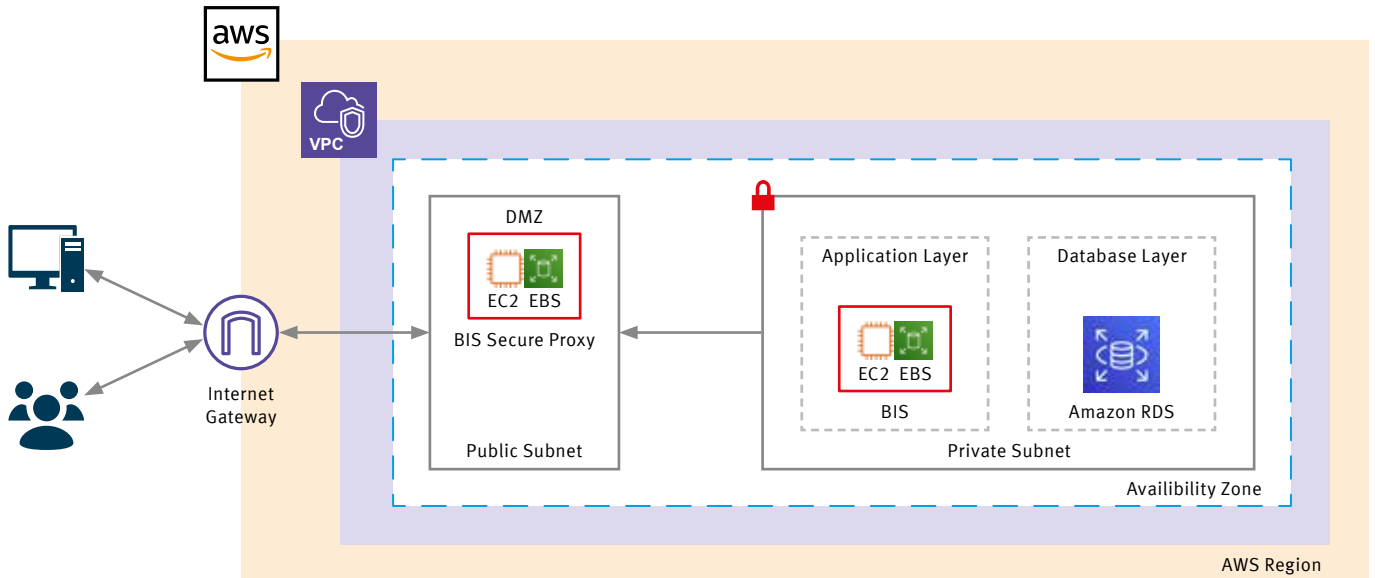 aws
VPC
DMZ
EC2 EBS
BIS Secure Proxy
Public Subnet
Application Layer
EC2 EBS
BIS
Database Layer
Amazon RDS
Private Subnet
Internet
Gateway
Availibility Zone
AWS Region